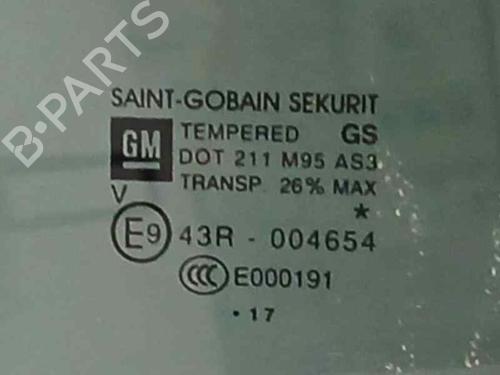 B-PARTS
SAINT-GOBAIN SEKURIT
GM TEMPERED GS
DOT 211 M95 AS3
TRANSP. 26% MAX
V *
E9 43R - 004654
CCC E000191
• 17